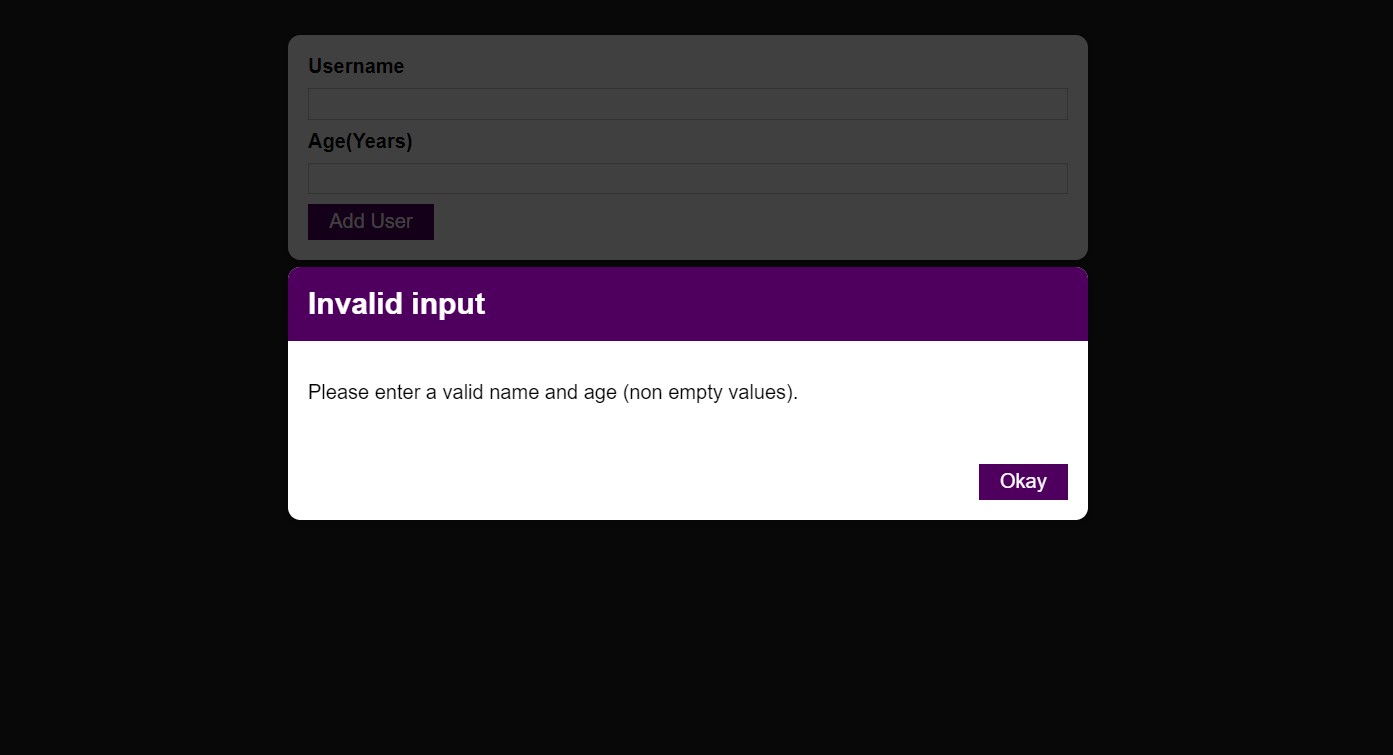 Username
Age(Years)
Add User
Invalid input
Please enter a valid name and age (non empty values).
Okay